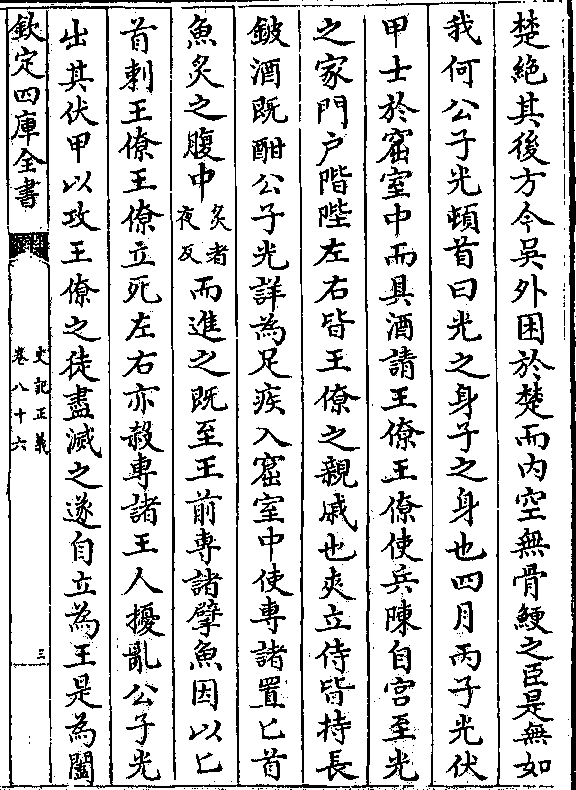 楚絶其後方今吳外困於楚而内空無骨鯁之臣是無如
我何公子光頓首曰光之身子之身也四月丙子光伏
甲士於窟室中而具酒請王僚王僚使兵陳自宫至光
之家門户階陛左右皆王僚之親戚也夾立侍皆持長
鈹酒既酣公子光詳為足疾入窟室中使專諸置匕首
魚炙之腹中炙者夜反而進之既至王前專諸擘魚因以匕
首刺王僚王僚立死左右亦殺專諸王人擾亂公子光
出其伏甲以攻王僚之徒盡滅之遂自立為王是為闔
欽定四庫全書
史記正義
卷八十六
三